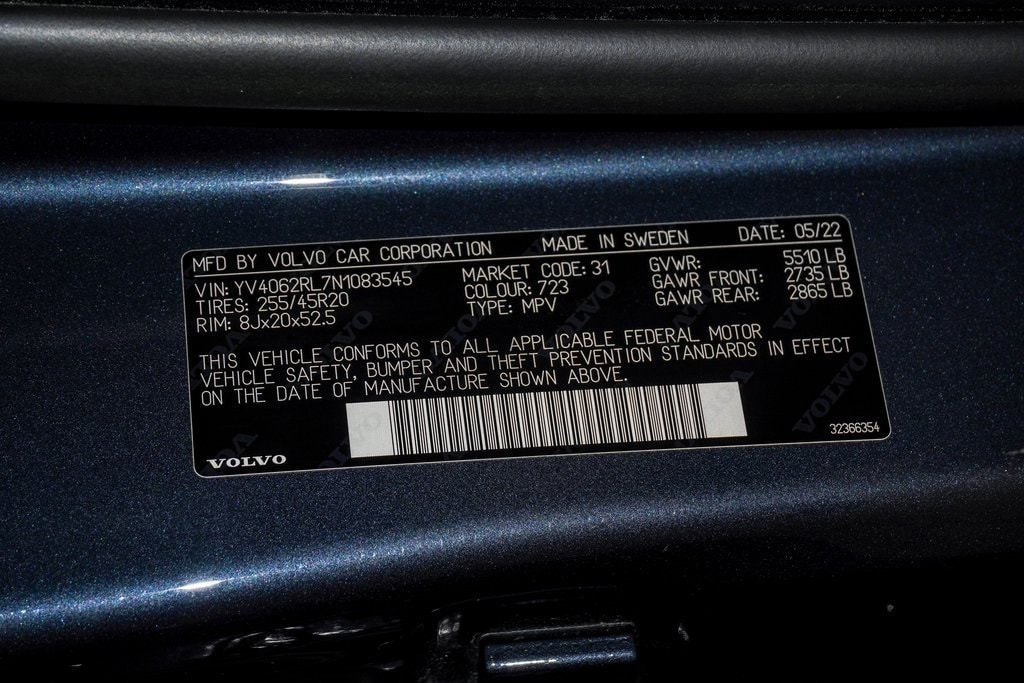 MFD BY VOLVO CAR CORPORATION MADE IN SWEDEN DATE: 05/22
VIN: YV4062RL7N1083545 MARKET CODE: 31 GVWR: 5510 LB
TIRES: 255/45R20 COLOUR: 723 GAWR FRONT: 2735 LB
RIM: 8Jx20x52.5 TYPE: MPV GAWR REAR: 2865 LB
THIS VEHICLE CONFORMS TO ALL APPLICABLE FEDERAL MOTOR
VEHICLE SAFETY, BUMPER AND THEFT PREVENTION STANDARDS IN EFFECT
ON THE DATE OF MANUFACTURE SHOWN ABOVE.
VOLVO 32366354